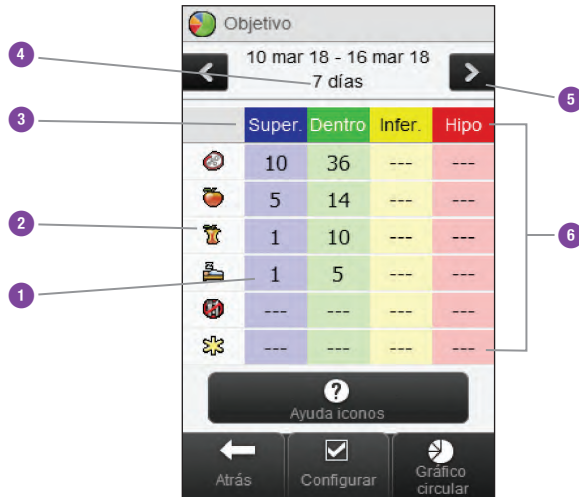 Objetivo
10 mar 18 - 16 mar 18
7 días
Super. Dentro Infer. Hipo
10 36 --- ---
5 14 --- ---
1 10 --- ---
1 5 --- ---
--- --- --- ---
--- --- --- ---
?
Ayuda iconos
Atrás Configurar Gráfico
circular
4
5
3
2
6
1